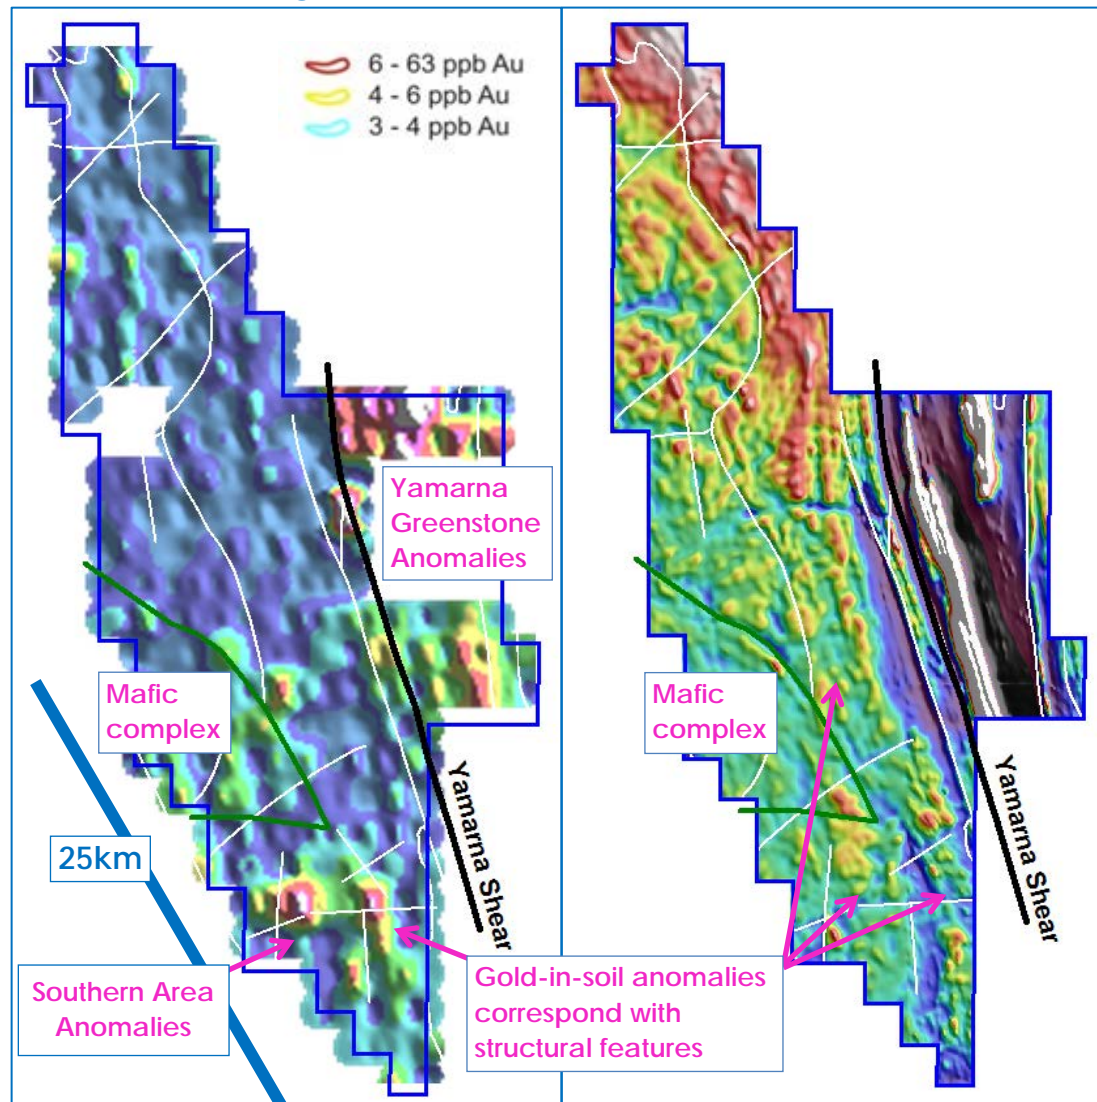 6 - 63 ppb Au
4 - 6 ppb Au
3 - 4 ppb Au
Yamarna
Greenstone
Anomalies
Mafic
complex
25km
Yamarna Shear
Southern Area
Anomalies
Gold-in-soil anomalies
correspond with
structural features
Mafic
complex
Yamarna Shear